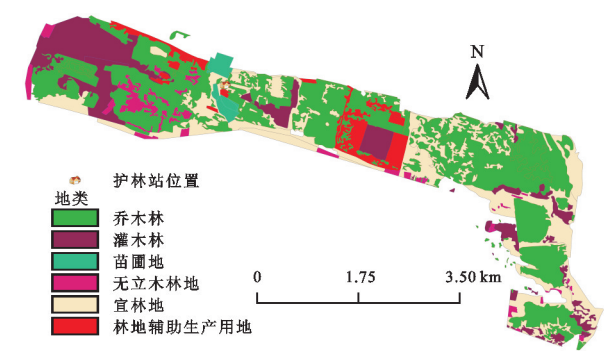 N
护林站位置
地类
乔木林
灌木林
苗圃地
无立木林地
宜林地
林地辅助生产用地
0 1.75 3.50 km